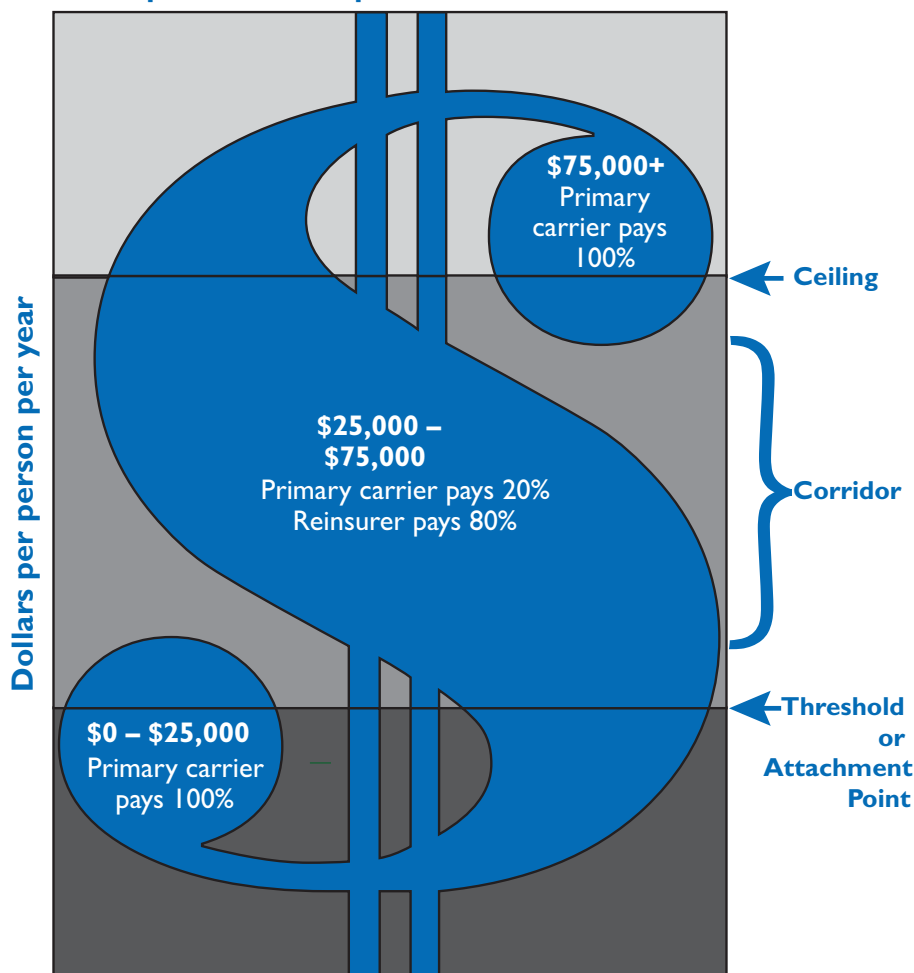 Dollars per person per year
$75,000+
Primary
carrier pays
100%
Ceiling
$25,000 –
$75,000
Primary carrier pays 20%
Reinsurer pays 80%
Corridor
Threshold
or
Attachment
Point
$0 – $25,000
Primary carrier
pays 100%